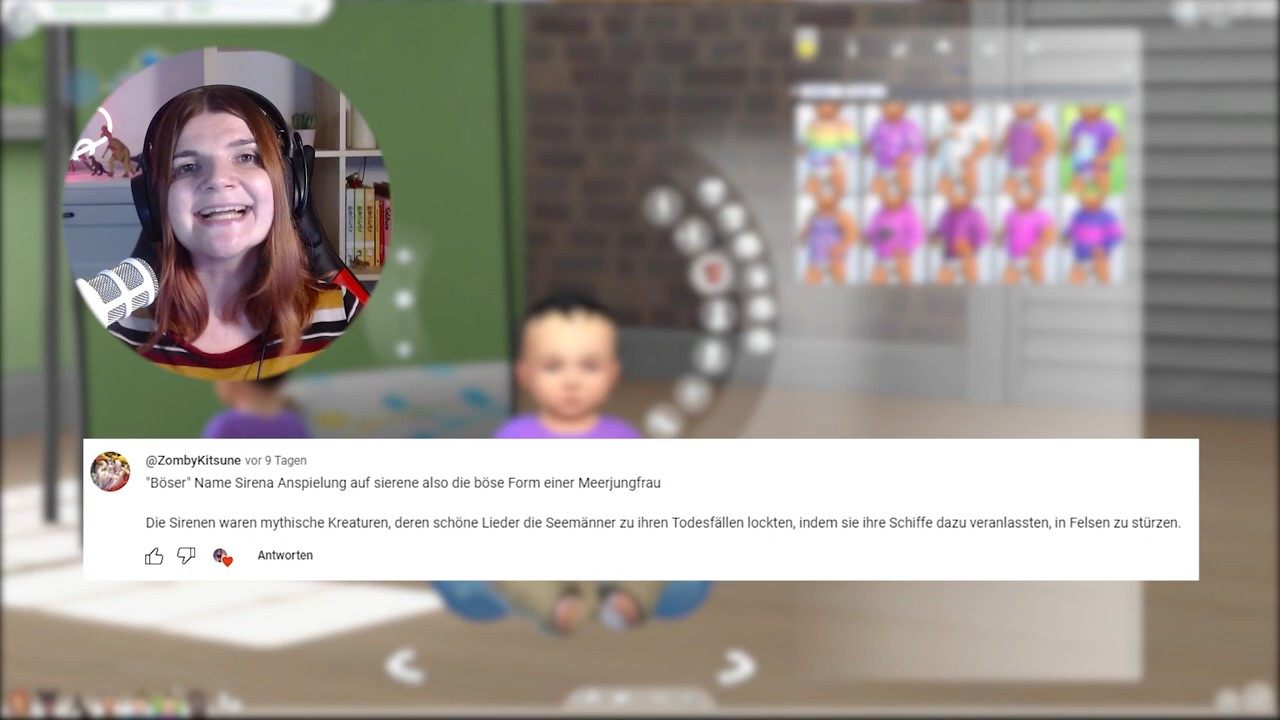 @ZombyKitsune vor 9 Tagen
"Böser" Name Sirena Anspielung auf sierene also die böse Form einer Meerjungfrau
Die Sirenen waren mythische Kreaturen, deren schöne Lieder die Seemänner zu ihren Todesfällen lockten, indem sie ihre Schiffe dazu veranlassten, in Felsen zu stürzen.
Antworten